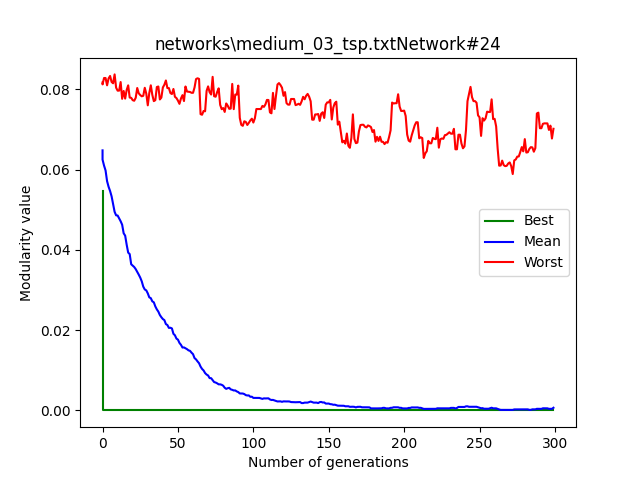 networks\medium_03_tsp.txtNetwork#24
0.08
0.06
0.04
0.02
0.00
Modularity value
Best
Mean
Worst
0
50
100
150
200
250
300
Number of generations